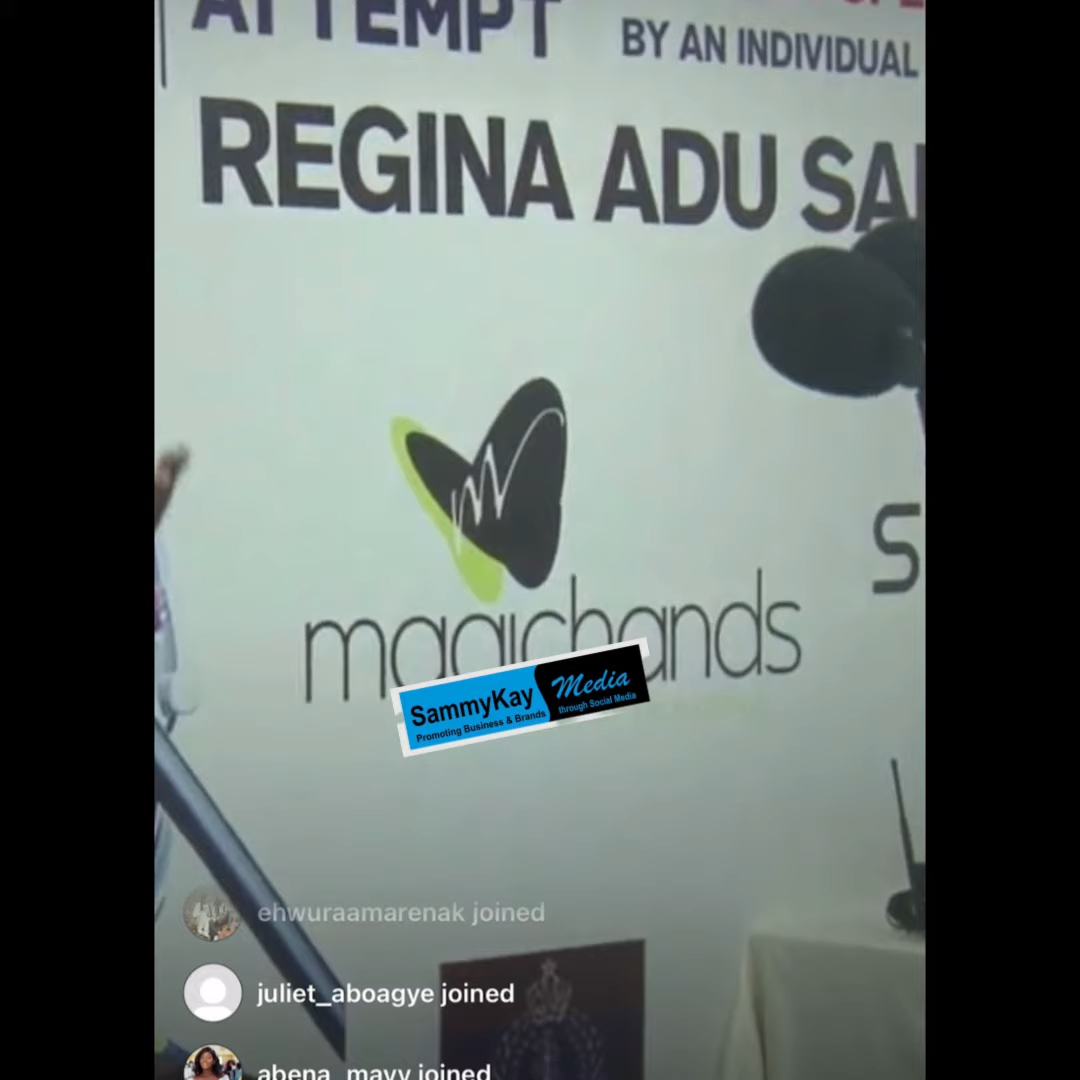 ATTEMPT
BY AN INDIVIDUAL
REGINA ADU SA
S
magichands
SammyKay Media
Promoting Business & Brands through Social Media
ehwuraamarenak joined
juliet_aboagye joined
abena_mavv joined